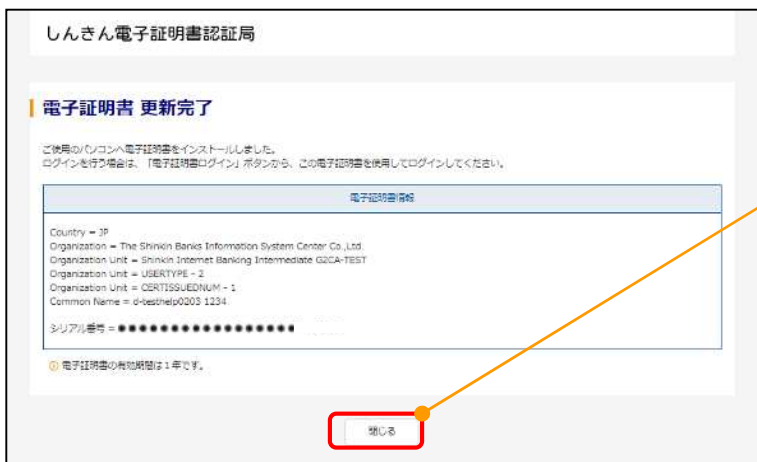 しんきん電子証明書認証局
電子証明書 更新完了
ご使用のパソコンへ電子証明書をインストールしました。
ログインを行う場合は、「電子証明書ログイン」ボタンから、この電子証明書を使用してログインしてください。
電子証明書情報
Country = JP
Organization = The Shinkin Banks Information System Center Co.,Ltd.
Organization Unit = Shinkin Internet Banking Intermediate G2CA-TEST
Organization Unit = USERTYPE - 2
Organization Unit = CERTISSUEDNUM - 1
Common Name = d-testhelp0203 1234
シリアル番号 = ●●●●●●●●●●●●●●●●●
電子証明書の有効期間は1年です。
閉じる